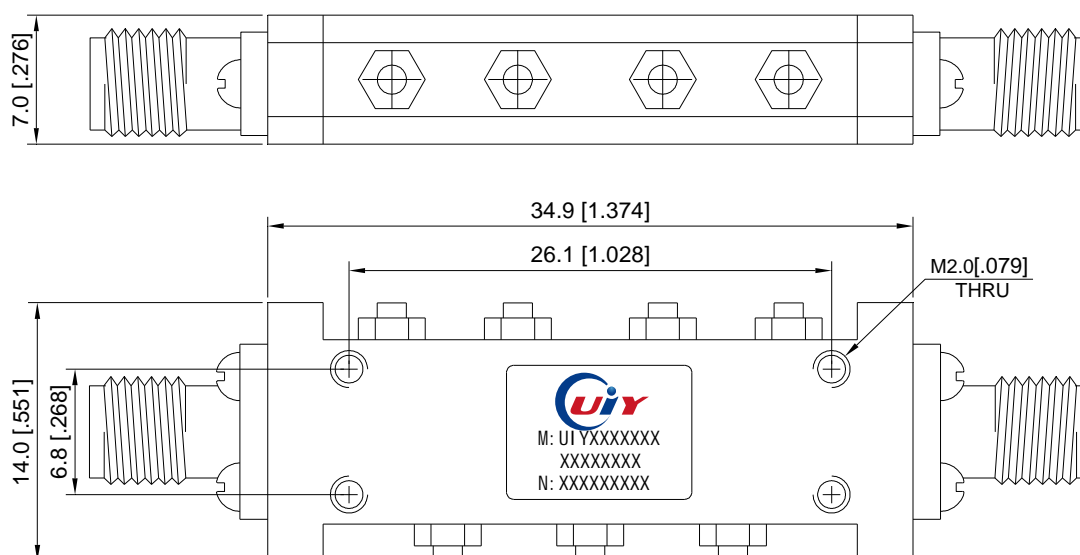 7.0 [.276]
34.9 [1.374]
26.1 [1.028]
M2.0[.079]
THRU
14.0 [.551]
6.8 [.268]
UiY
M: UIYXXXXXXX
XXXXXXXX
N: XXXXXXXXX